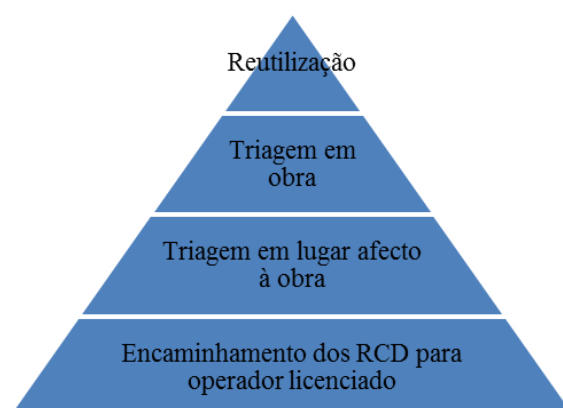 Reutilização
Triagem em
obra
Triagem em lugar afecto
à obra
Encaminhamento dos RCD para
operador licenciado